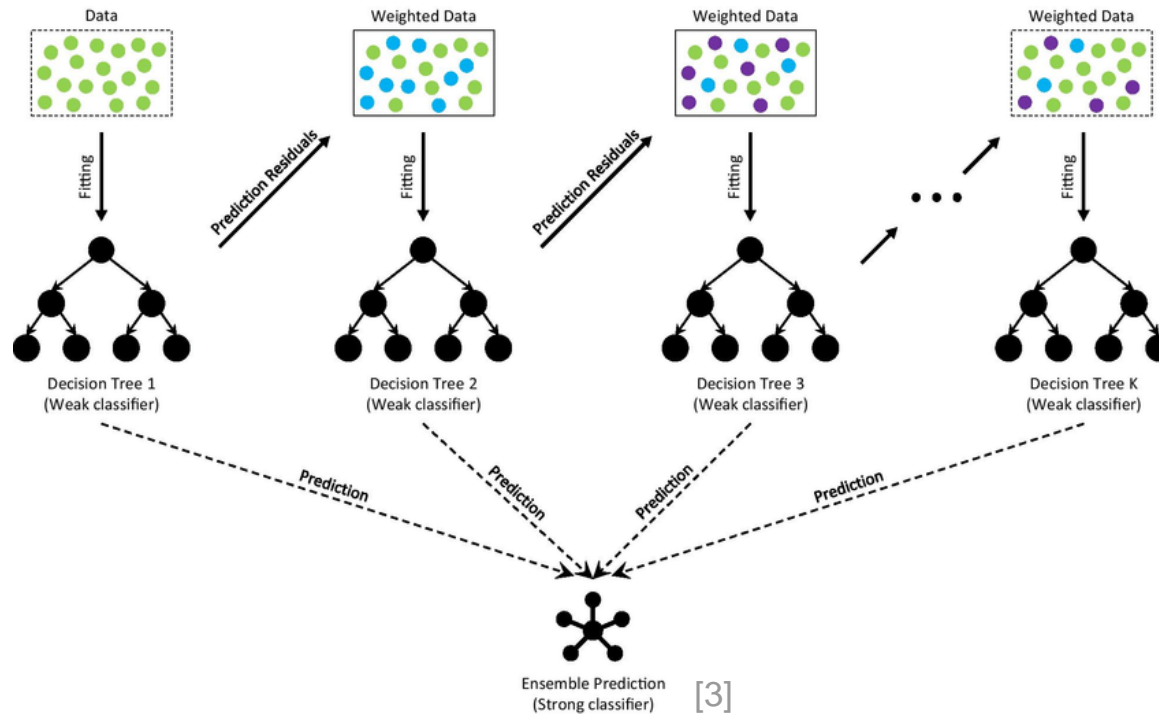 Data
Weighted Data
Weighted Data
Weighted Data
Fitting
Prediction Residuals
Fitting
Prediction Residuals
Fitting
Fitting
Decision Tree 1
(Weak classifier)
Decision Tree 2
(Weak classifier)
Decision Tree 3
(Weak classifier)
Decision Tree K
(Weak classifier)
Prediction
Prediction
Prediction
Prediction
Ensemble Prediction
(Strong classifier)
[3]